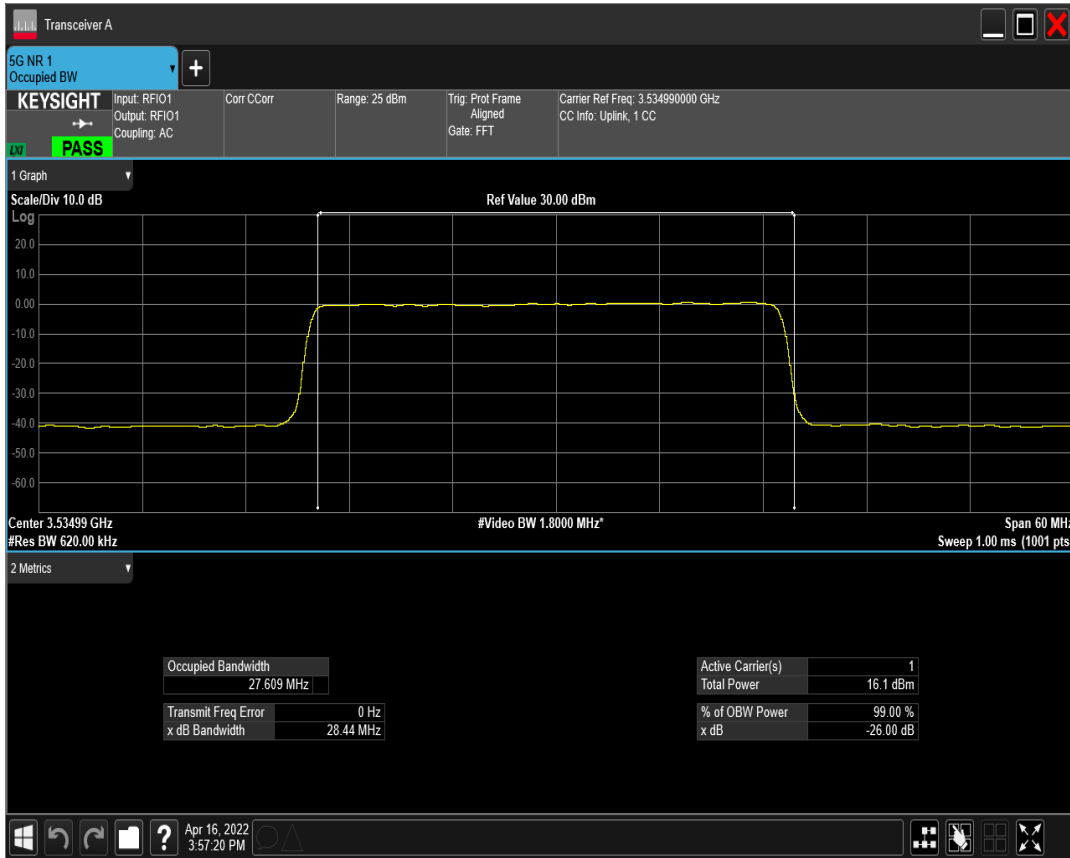 Transceiver A
5G NR 1
Occupied BW
+
KEYSIGHT
LXI
PASS
Input: RFIO1
Output: RFIO1
Coupling: AC
Corr CCorr
Range: 25 dBm
Trig: Prot Frame
Aligned
Gate: FFT
Carrier Ref Freq: 3.534990000 GHz
CC Info: Uplink, 1 CC
1 Graph
Scale/Div 10.0 dB
Ref Value 30.00 dBm
Log
20.0
10.0
0.00
-10.0
-20.0
-30.0
-40.0
-50.0
-60.0
Center 3.53499 GHz
#Video BW 1.8000 MHz*
Span 60 MHz
#Res BW 620.00 kHz
Sweep 1.00 ms (1001 pts
2 Metrics
Occupied Bandwidth
27.609 MHz
Transmit Freq Error 0 Hz
x dB Bandwidth 28.44 MHz
Active Carrier(s) 1
Total Power 16.1 dBm
% of OBW Power 99.00 %
x dB -26.00 dB
?
Apr 16, 2022
3:57:20 PM